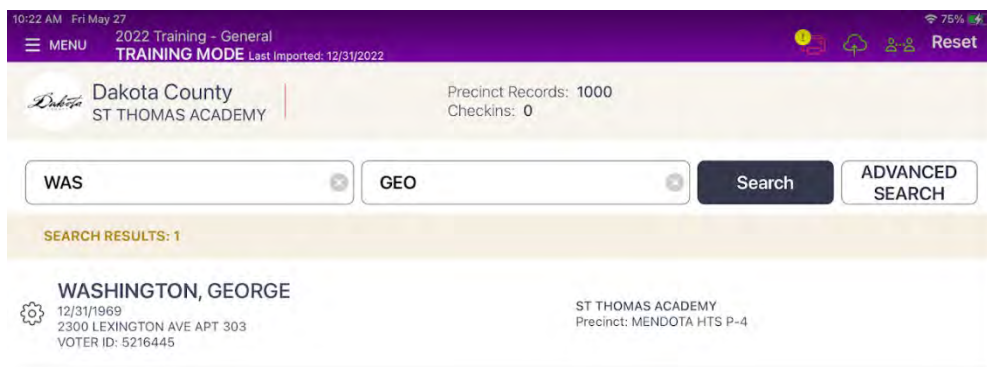 10:22 AM Fri May 27
75%
MENU
2022 Training - General
TRAINING MODE Last Imported: 12/31/2022
Reset
Dakota
Dakota County
ST THOMAS ACADEMY
Precinct Records: 1000
Checkins: 0
WAS
GEO
Search
ADVANCED
SEARCH
SEARCH RESULTS: 1
WASHINGTON, GEORGE
12/31/1969
2300 LEXINGTON AVE APT 303
VOTER ID: 5216445
ST THOMAS ACADEMY
Precinct: MENDOTA HTS P-4